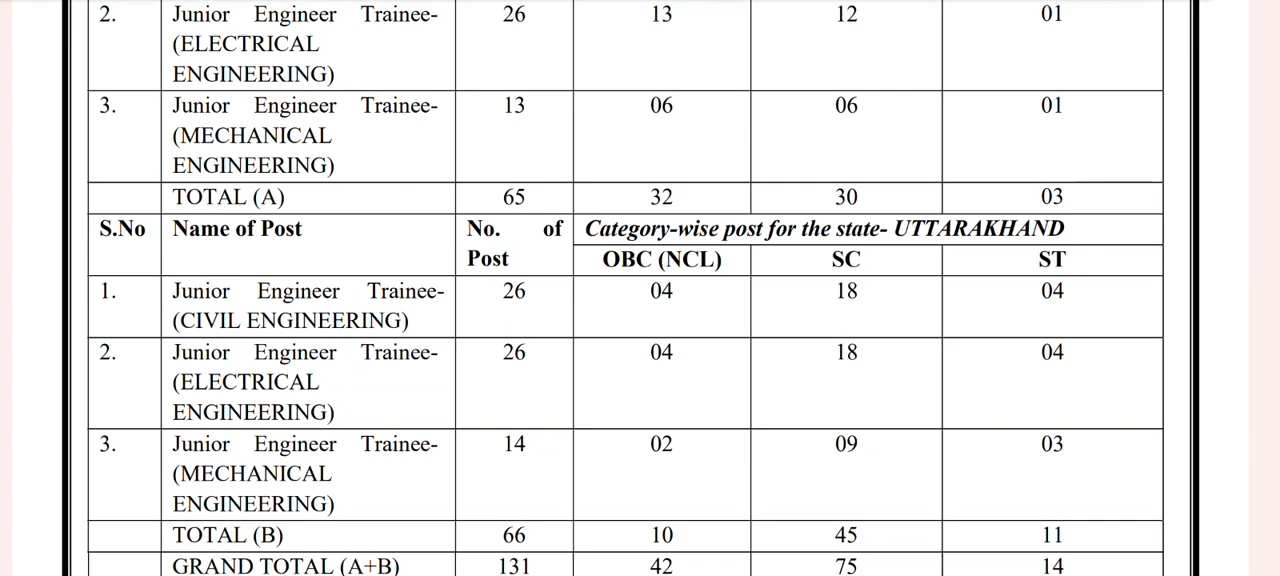 2. Junior Engineer Trainee- 26 13 12 01
(ELECTRICAL
ENGINEERING)
3. Junior Engineer Trainee- 13 06 06 01
(MECHANICAL
ENGINEERING)
TOTAL (A) 65 32 30 03
S.No Name of Post No. of Category-wise post for the state- UTTARAKHAND
Post OBC (NCL) SC ST
1. Junior Engineer Trainee- 26 04 18 04
(CIVIL ENGINEERING)
2. Junior Engineer Trainee- 26 04 18 04
(ELECTRICAL
ENGINEERING)
3. Junior Engineer Trainee- 14 02 09 03
(MECHANICAL
ENGINEERING)
TOTAL (B) 66 10 45 11
GRAND TOTAL (A+B) 131 42 75 14